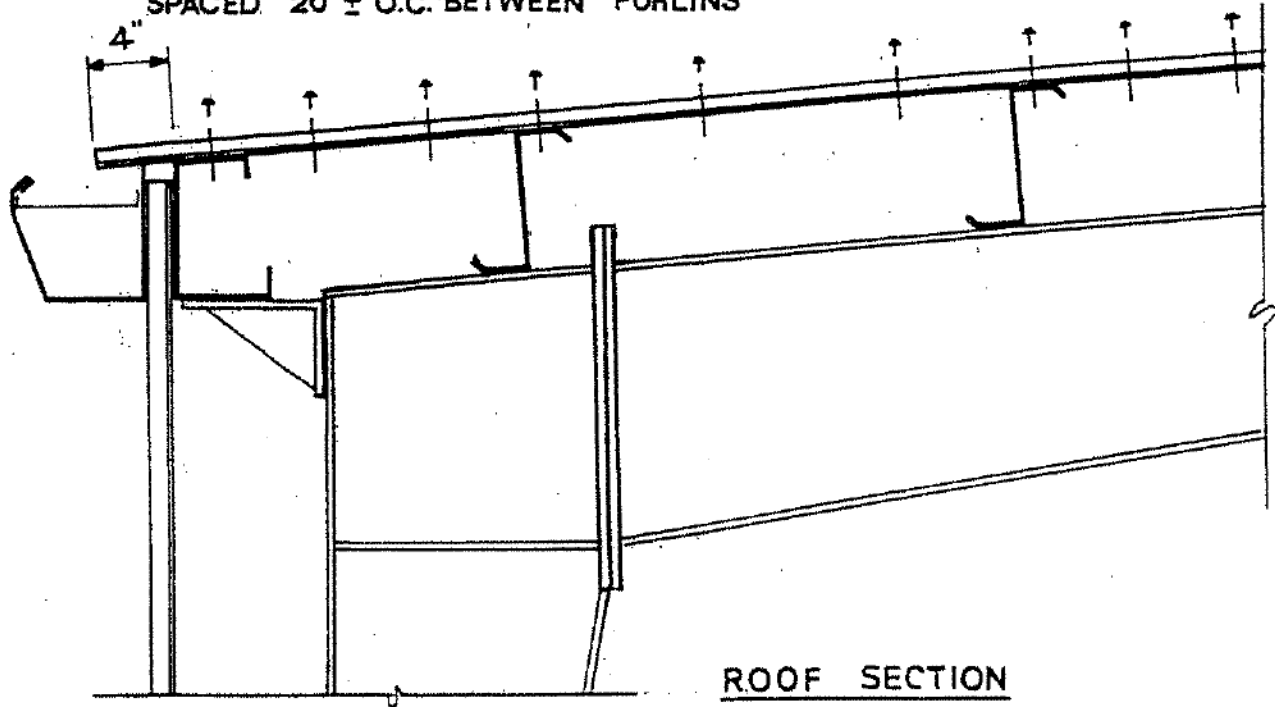 SPACED 20 ± O.C. BETWEEN PURLINS
4"
ROOF SECTION